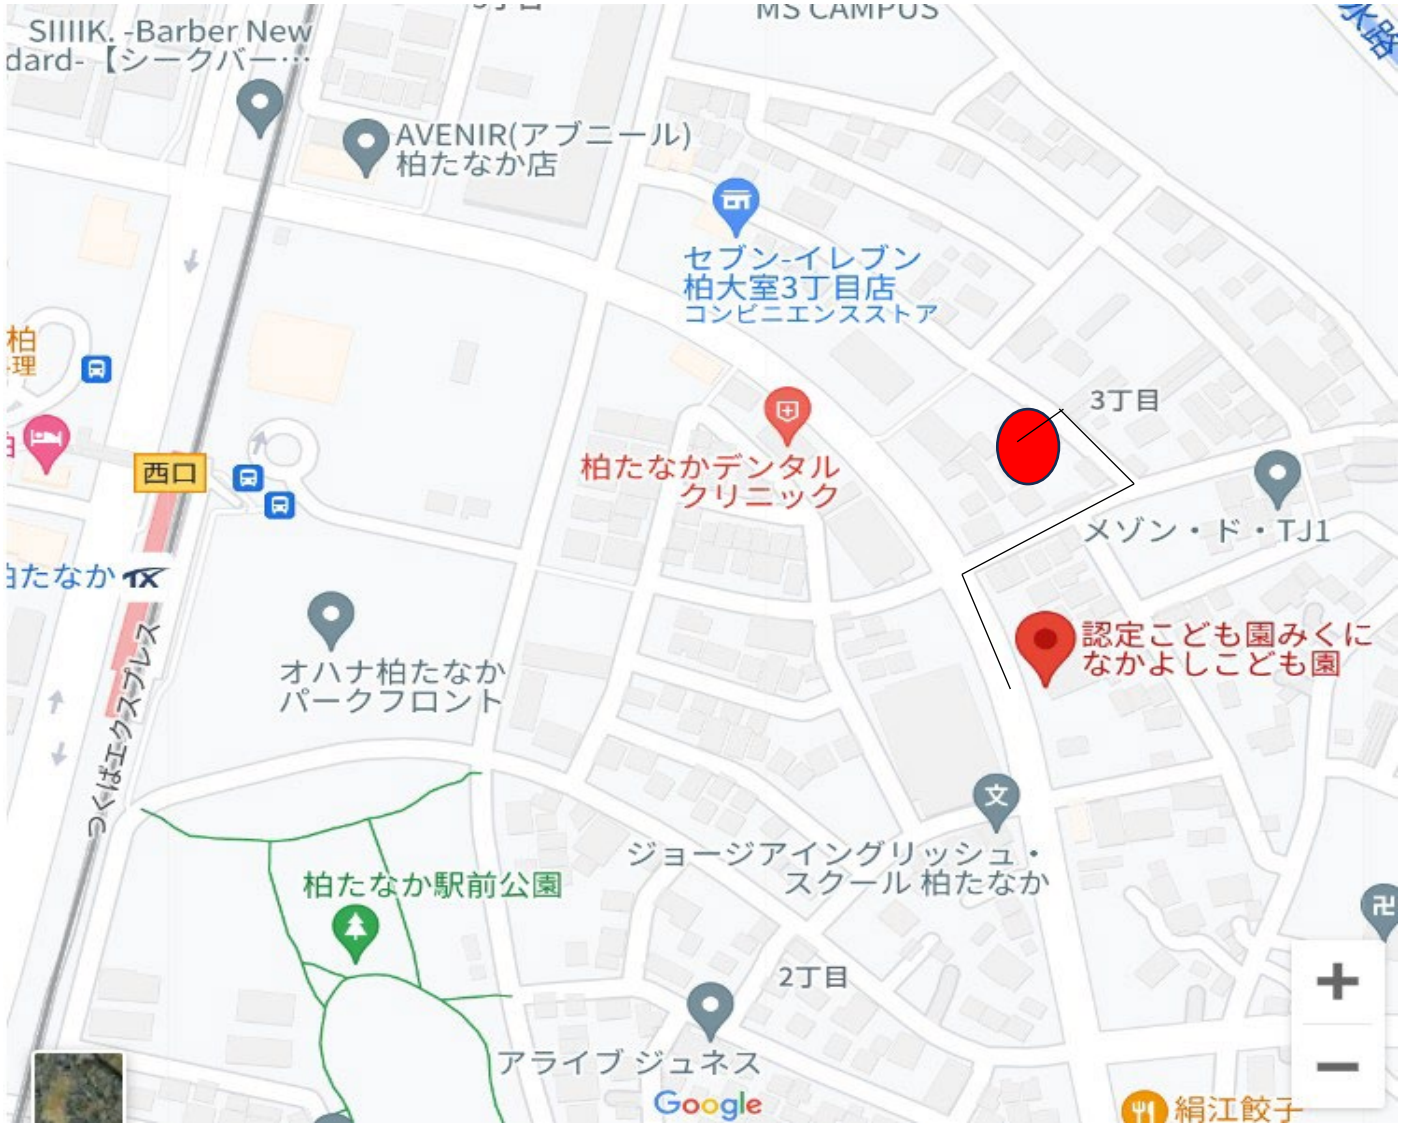 MS CAMPUS
SIIIIK. -Barber New
dard-【シークバー…
水路
AVENIR(アブニール)
柏たなか店
セブン-イレブン
柏大室3丁目店
コンビニエンスストア
柏
理
3丁目
西口
柏たなかデンタル
クリニック
メゾン・ド・TJ1
たなか
TX
認定こども園みくに
なかよしこども園
オハナ柏たなか
パークフロント
つくばエクスプレス
文
ジョージアイングリッシュ・
スクール 柏たなか
柏たなか駅前公園
卍
2丁目
アライブ ジュネス
Google
絹江餃子